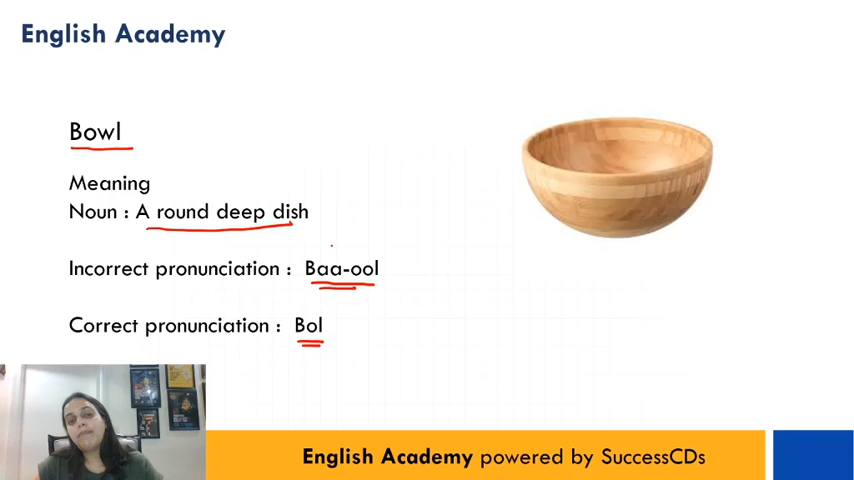 English Academy
Bowl
Meaning
Noun : A round deep dish
Incorrect pronunciation : Baa-ool
Correct pronunciation : Bol
English Academy powered by SuccessCDs